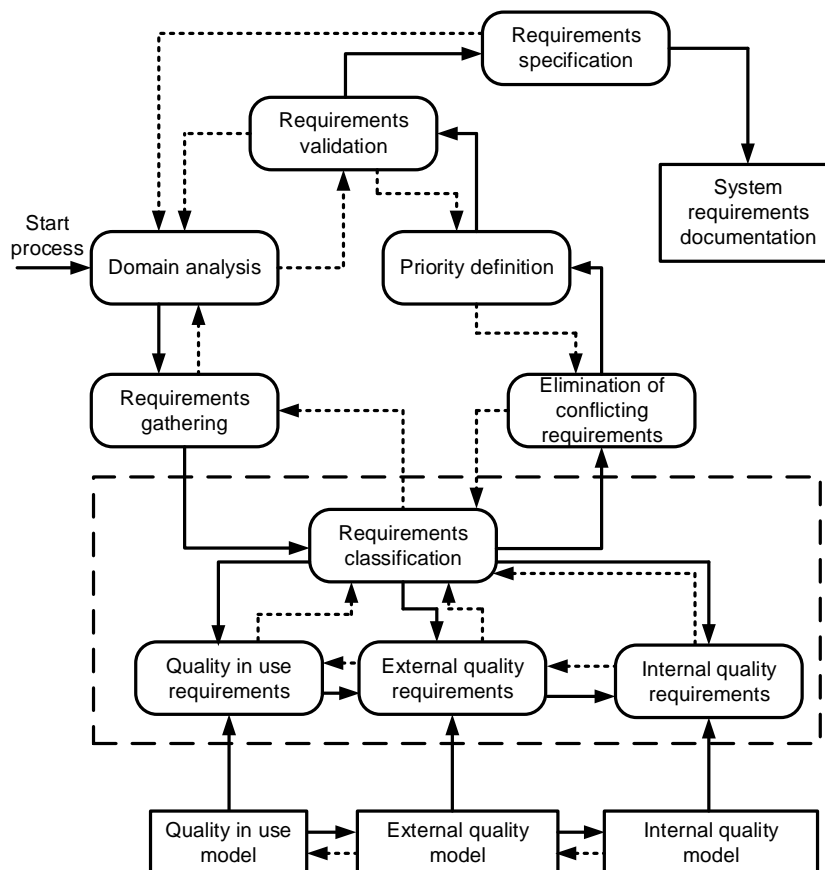 Requirements
specification
Requirements
validation
System
requirements
documentation
Start
process
Domain analysis
Priority definition
Requirements
gathering
Elimination of
conflicting
requirements
Requirements
classification
Quality in use
requirements
External quality
requirements
Internal quality
requirements
Quality in use
model
External quality
model
Internal quality
model